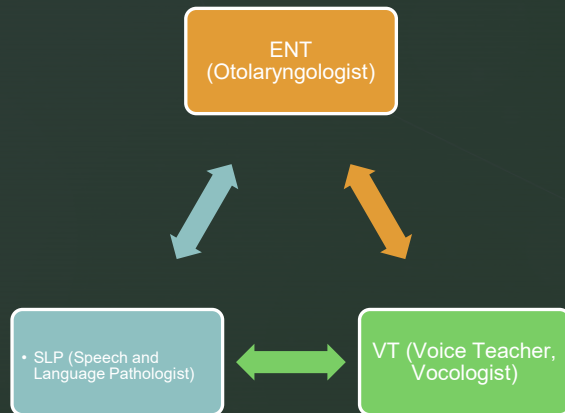 ENT
(Otolaryngologist)
• SLP (Speech and
Language Pathologist)
VT (Voice Teacher,
Vocologist)